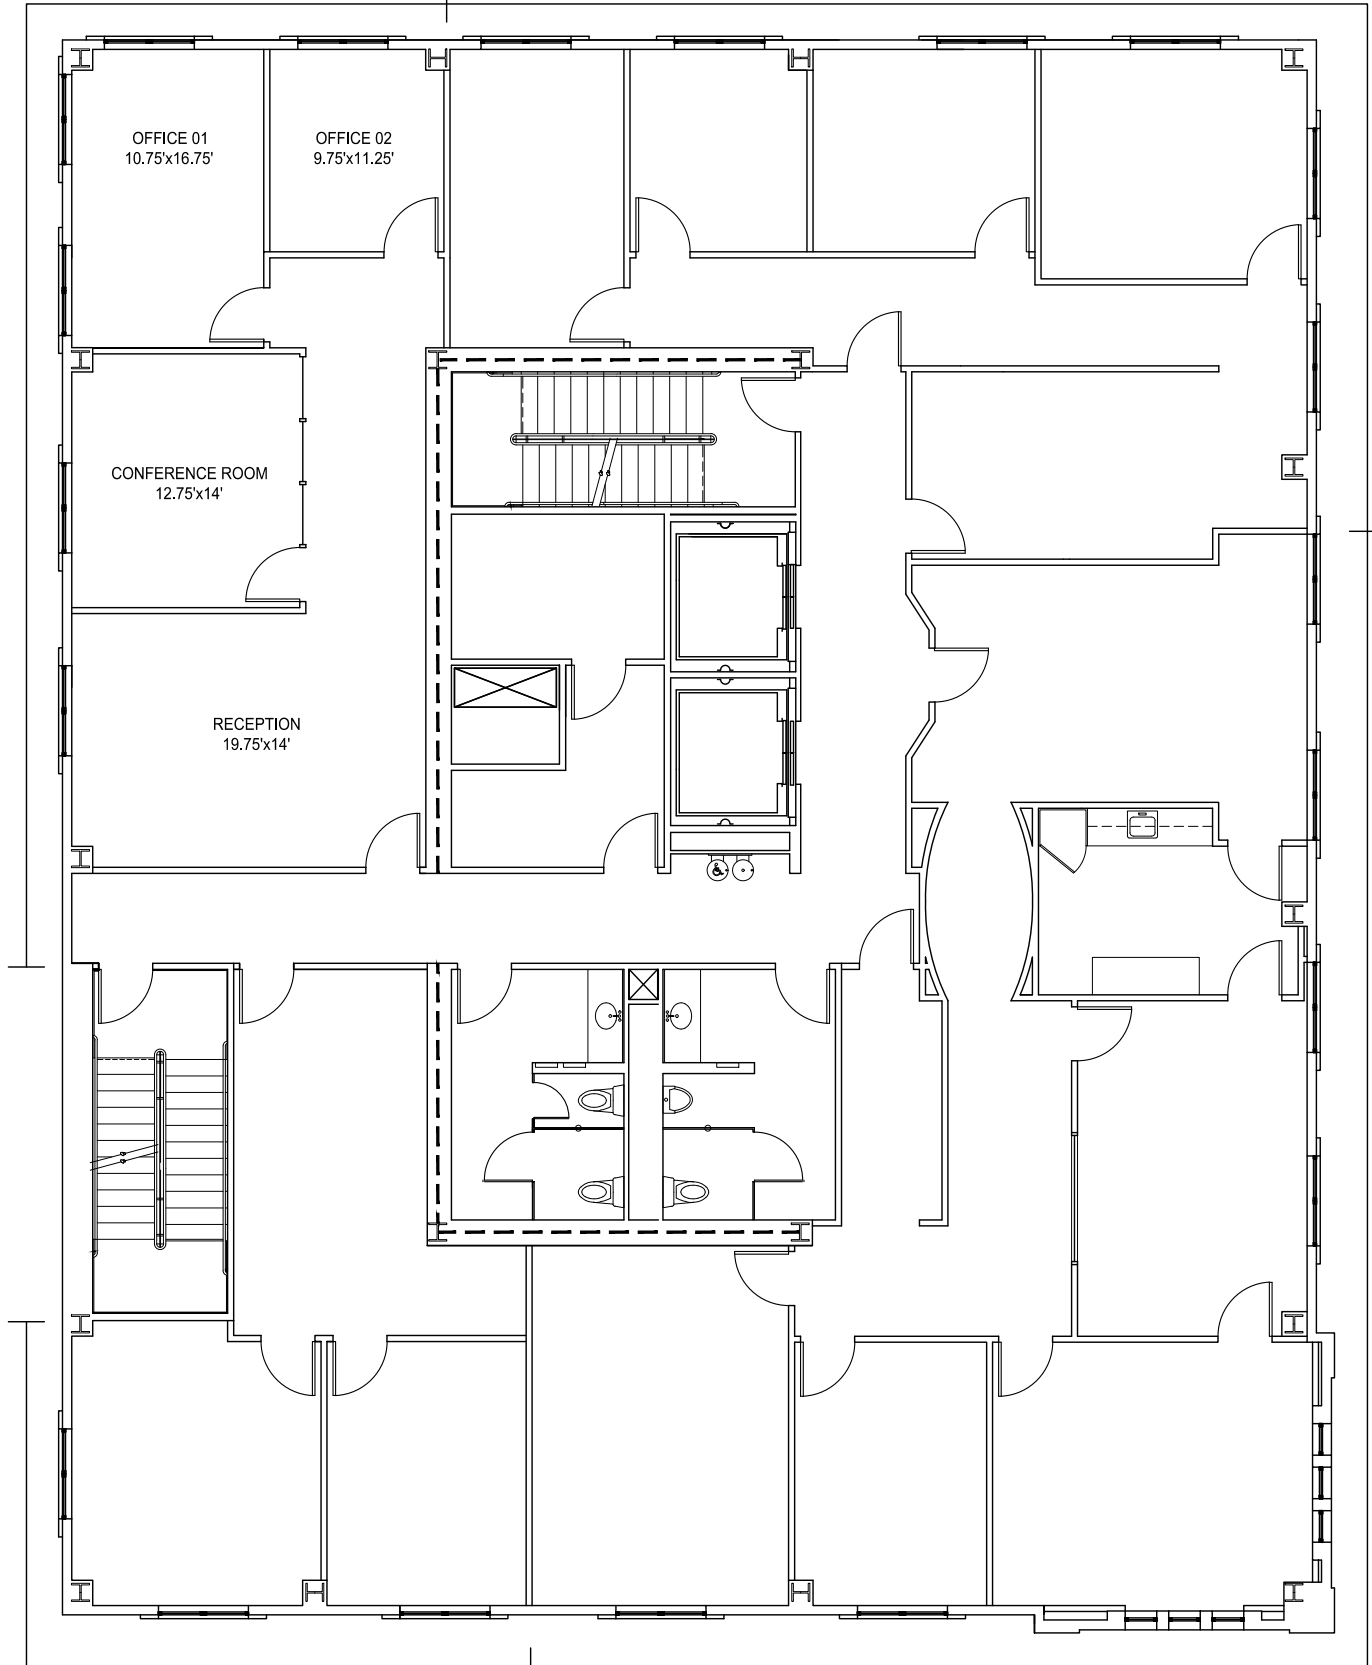 OFFICE 01
10.75'x16.75'
OFFICE 02
9.75'x11.25'
CONFERENCE ROOM
12.75'x14'
RECEPTION
19.75'x14'